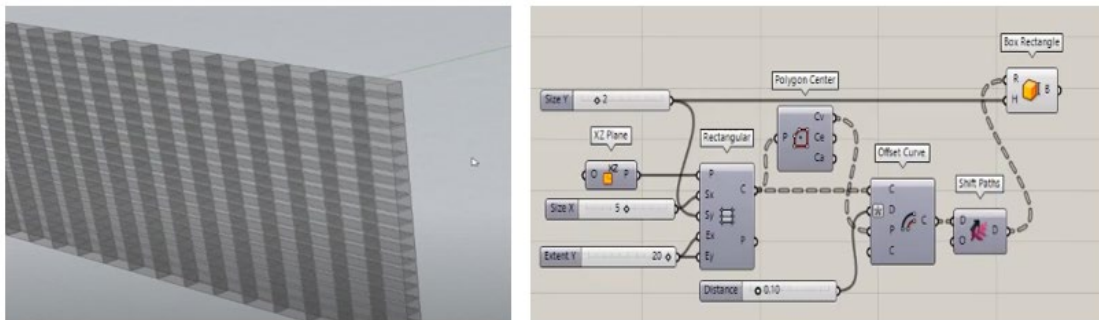 Box Rectangle
R
B
H
Polygon Center
Size Y
2
Cv
P
Ce
Ca
XZ Plane
Rectangular
Offset Curve
O
XZ
P
P
C
Sx
C
Shift Paths
Size X
5
Sy
D
C
D
D
P
O
Ex
Extent Y
20
Ey
P
C
Distance
0.10